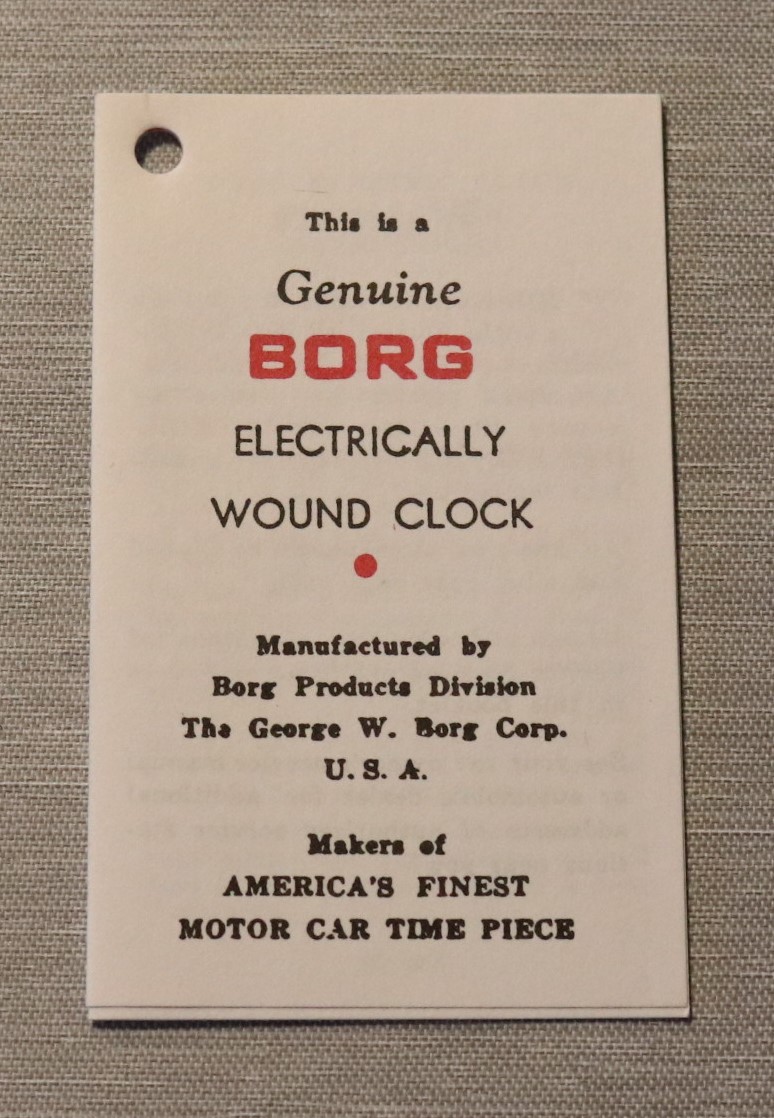 This is a
Genuine
BORG
ELECTRICALLY
WOUND CLOCK
Manufactured by
Borg Products Division
The George W. Borg Corp.
U. S. A.
Makers of
AMERICA'S FINEST
MOTOR CAR TIME PIECE